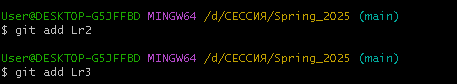 User@DESKTOP-G5JFFBD MINGW64 /d/СЕССИЯ/Spring_2025 (main)
$ git add Lr2
User@DESKTOP-G5JFFBD MINGW64 /d/СЕССИЯ/Spring_2025 (main)
$ git add Lr3